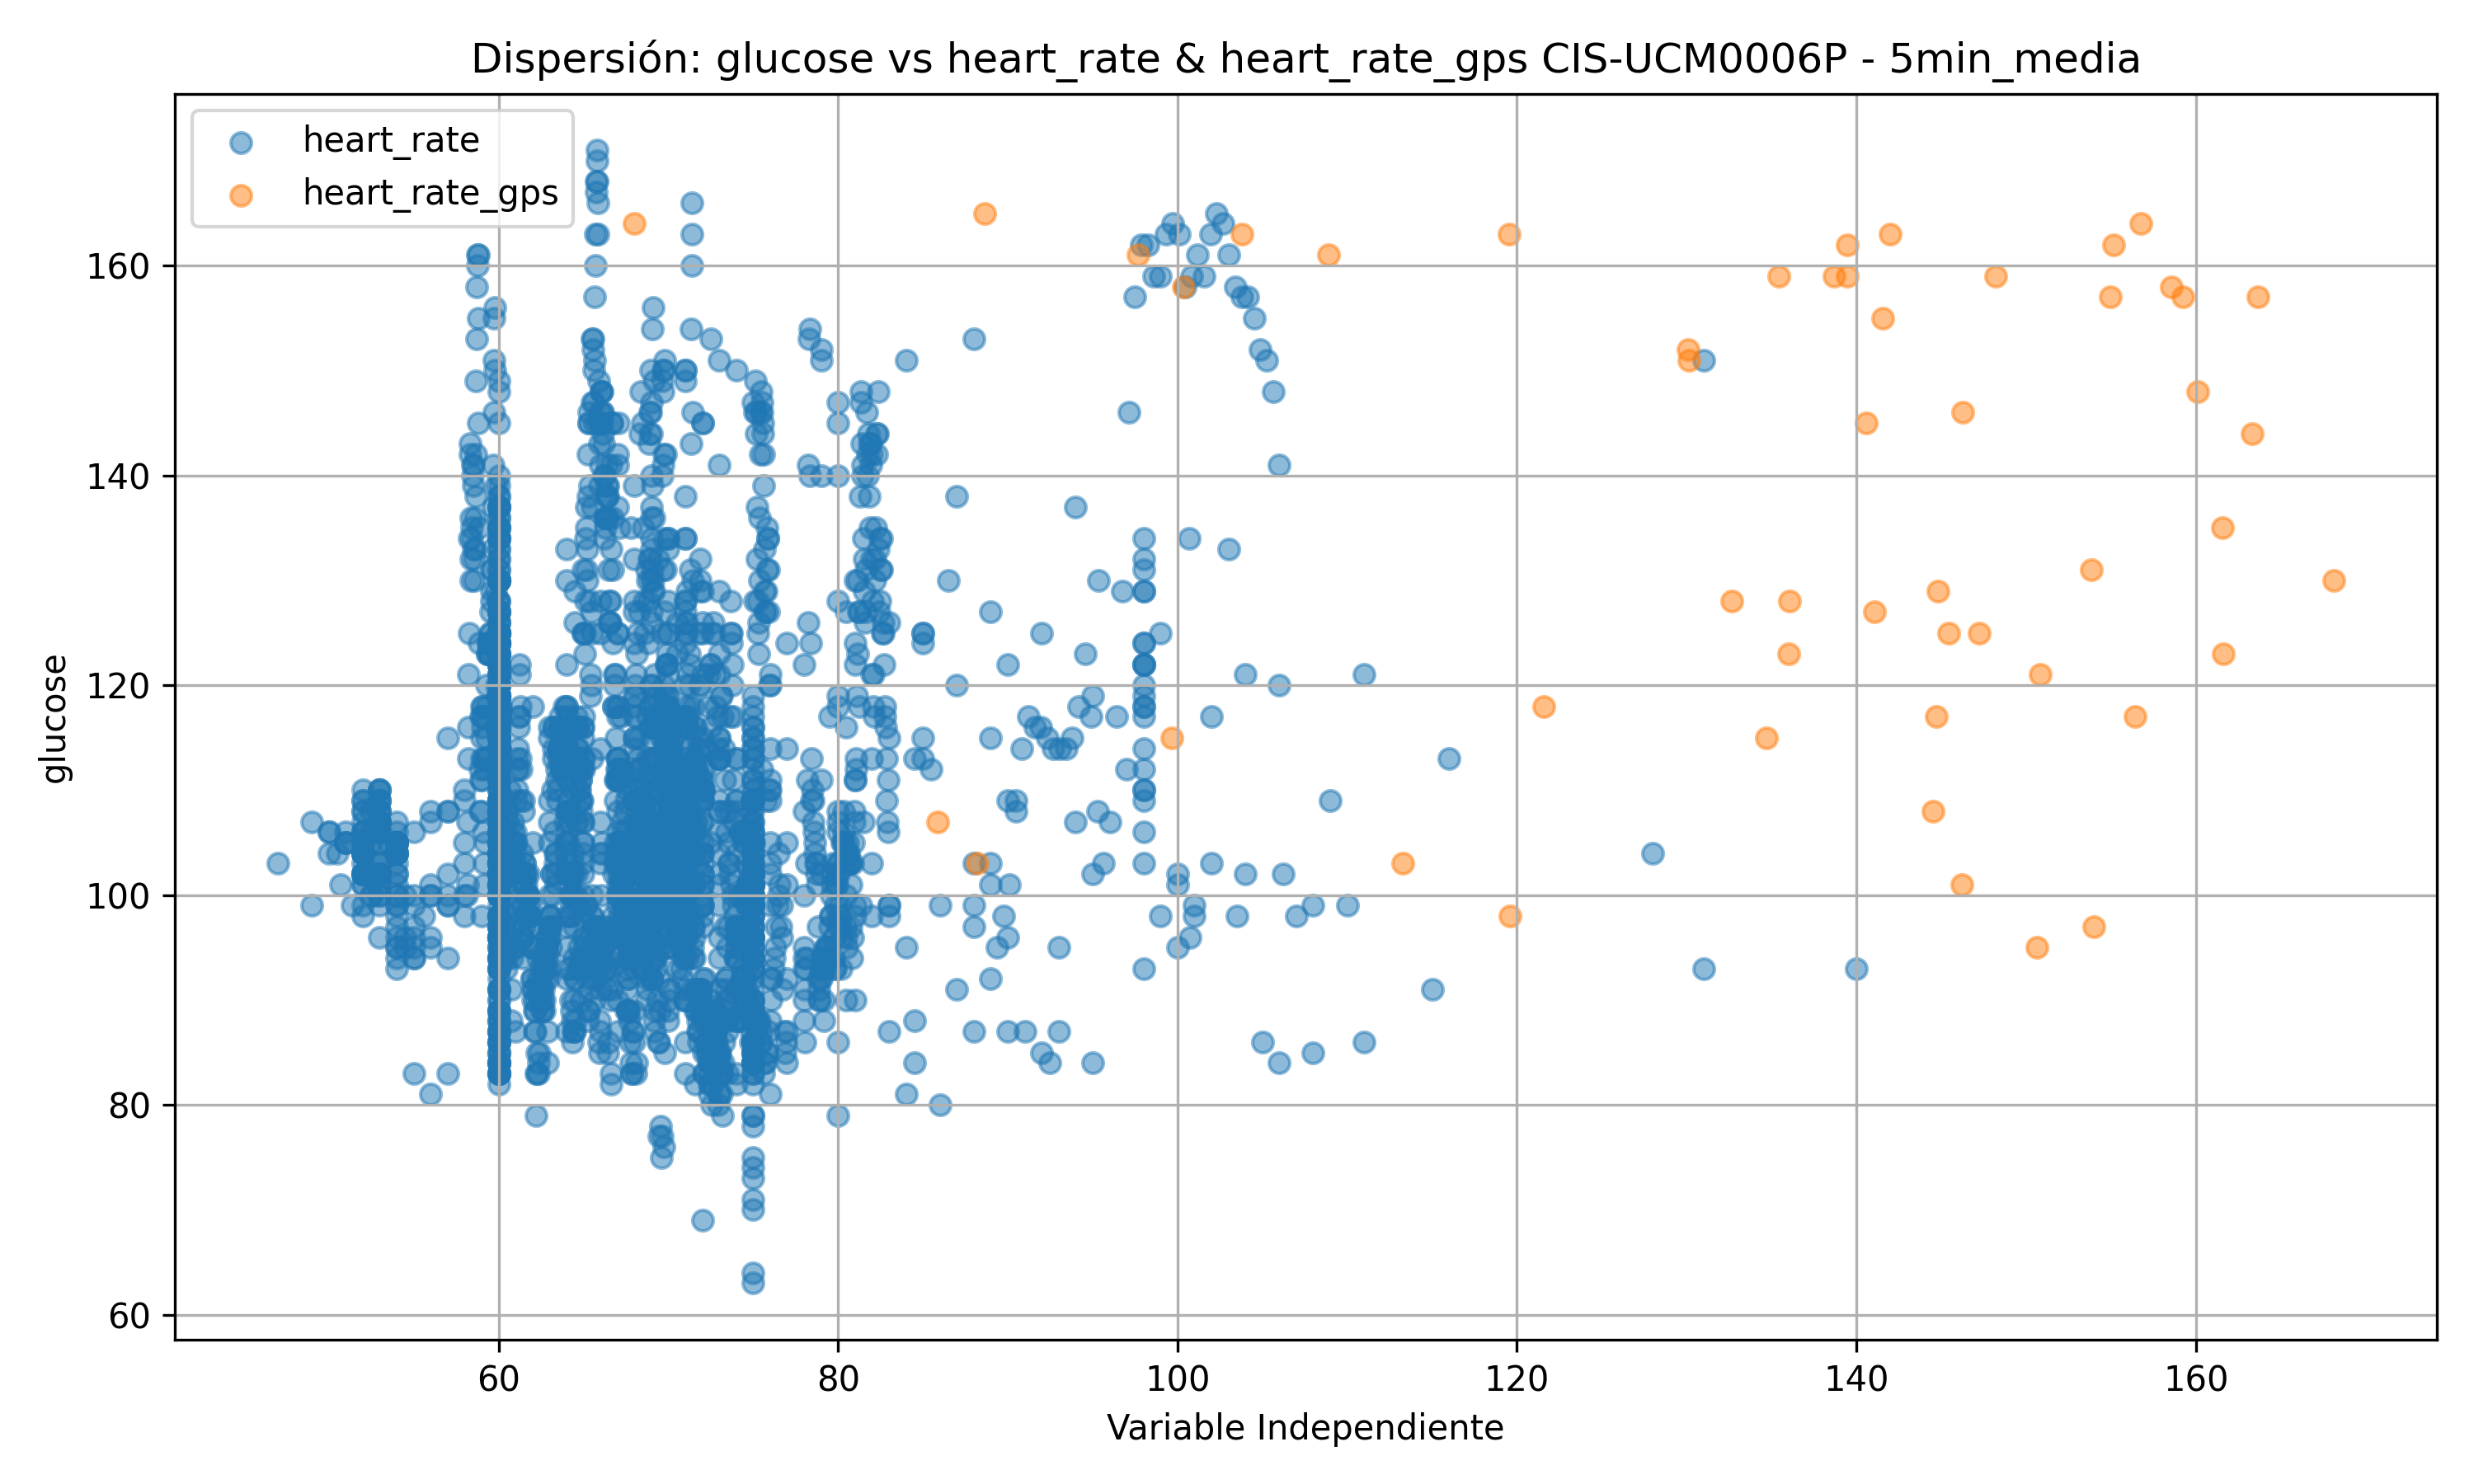 Dispersión: glucose vs heart_rate & heart_rate_gps CIS-UCM0006P - 5min_media
heart_rate
heart_rate_gps
glucose
160
140
120
100
80
60
60 80 100 120 140 160
Variable Independiente